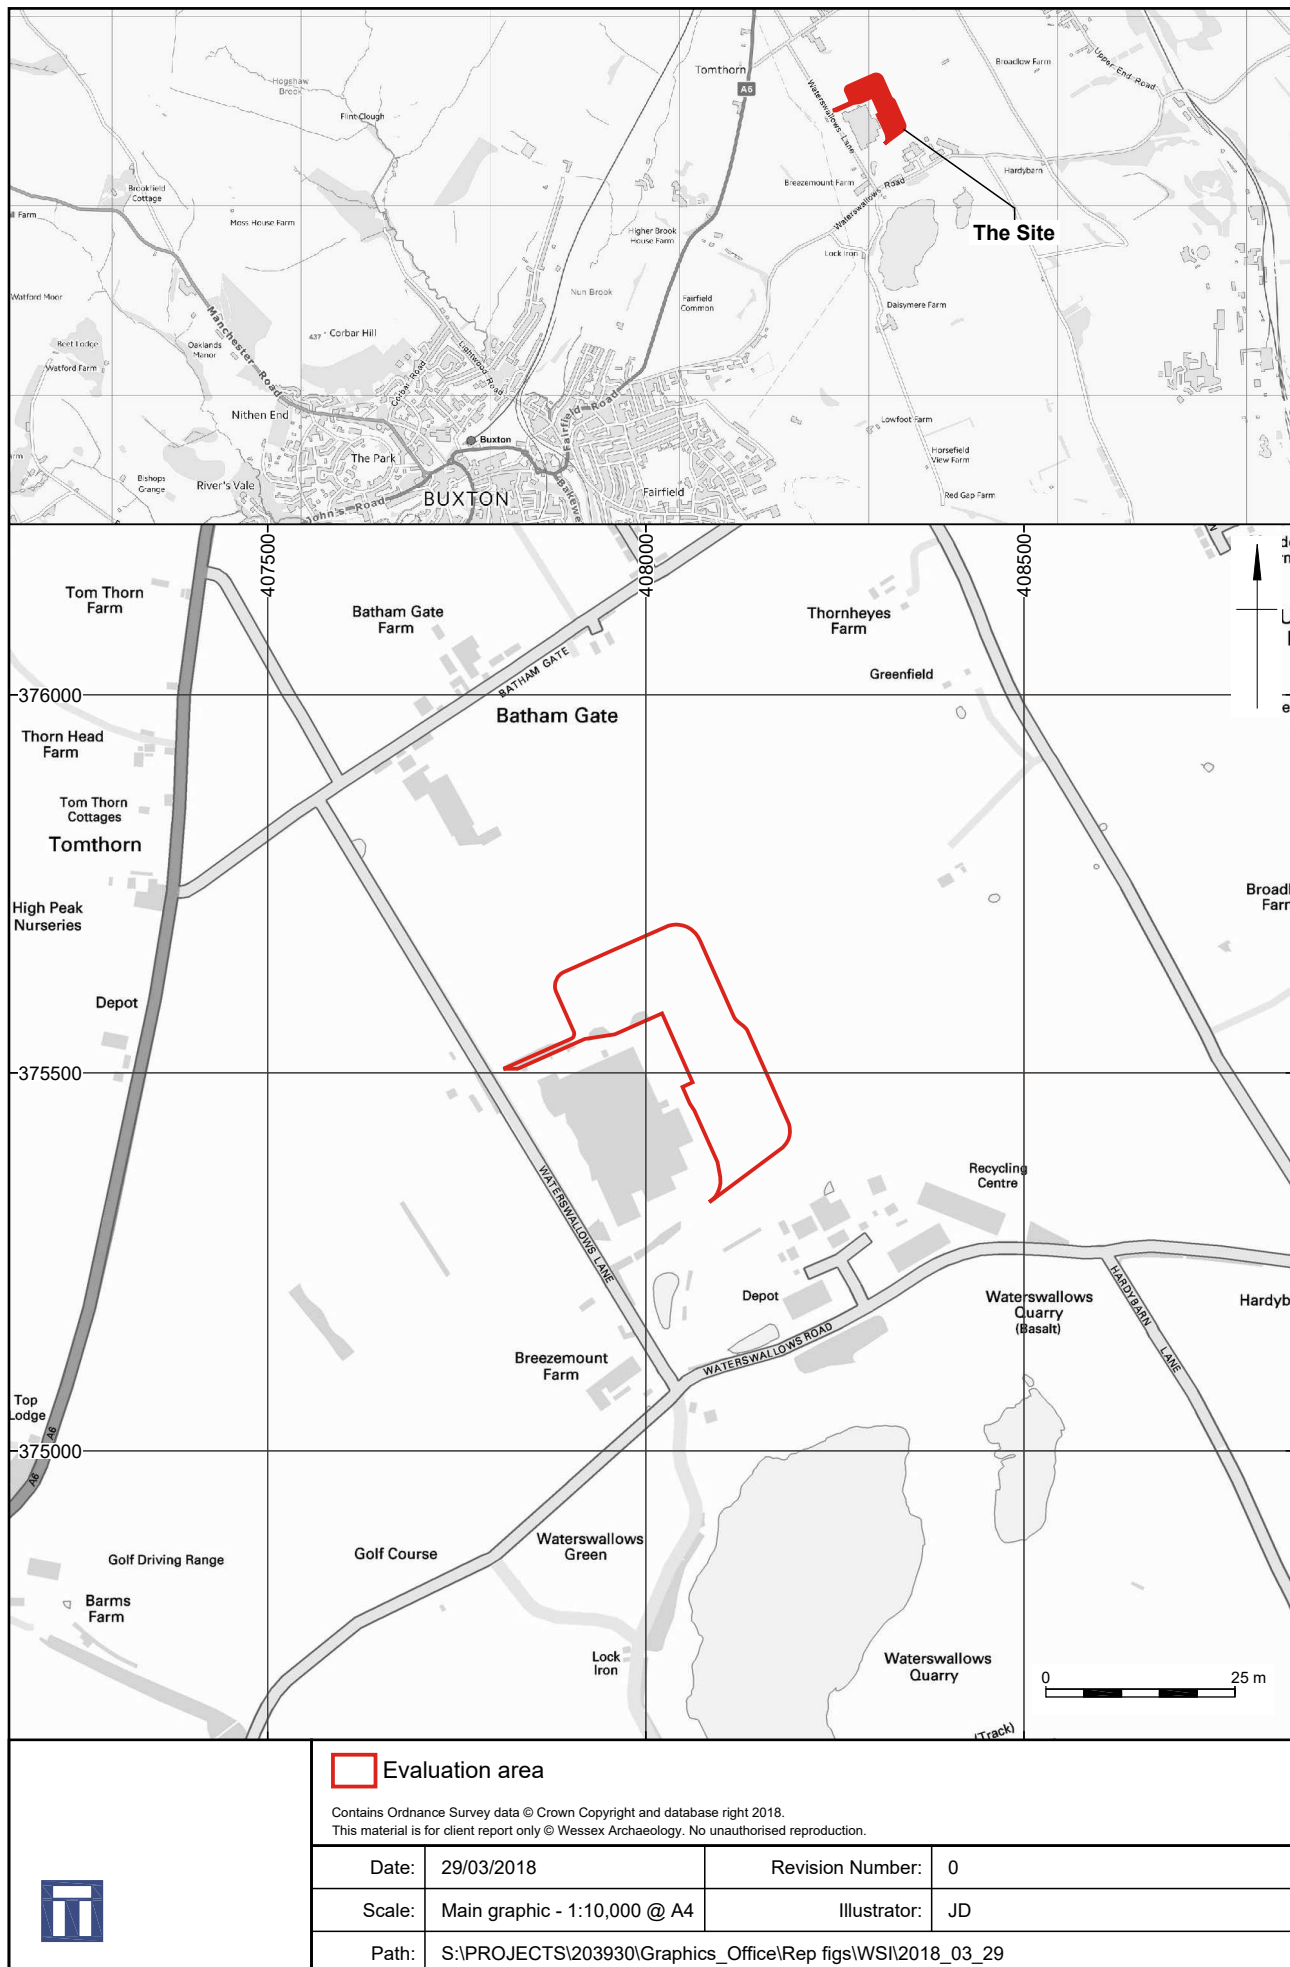 Tomthorn
A6
Broadlow Farm
Upper End Road
Hogshaw
Brook
Flint Clough
Waterswallows Lane
Brookfield
Cottage
Farm
Moss House Farm
Higher Brook
House Farm
Breezemount Farm
Waterswallows Road
Hardybarn
The Site
Lock Iron
Watford Moor
Nun Brook
Fairfield
Common
Daisymere Farm
Manchester Road
437
Corbar Hill
Beet Lodge
Watford Farm
Oaklands
Manor
Corbar Road
Lightwood Road
Nithen End
Fairfield Road
Lowfoot Farm
Buxton
The Park
Horsefield
View Farm
Bishops
Grange
River's Vale
BUXTON
Fairfield
Red Gap Farm
John's Road
Bakewe
407500
408000
408500
Tom Thorn
Farm
Batham Gate
Farm
Thornheyes
Farm
BATHAM GATE
Greenfield
376000
Batham Gate
Thorn Head
Farm
Tom Thorn
Cottages
Tomthorn
High Peak
Nurseries
Broadl
Farr
Depot
375500
WATERSWALLOWS LANE
Recycling
Centre
Depot
Waterswallows
Quarry
(Basalt)
HARDYBARN LANE
Hardyb
WATERSWALLOWS ROAD
Breezemount
Farm
Top
Lodge
A6
375000
A6
Waterswallows
Green
Golf Course
Golf Driving Range
Barms
Farm
Lock
Iron
Waterswallows
Quarry
0 25 m
(Track)
Evaluation area
Contains Ordnance Survey data © Crown Copyright and database right 2018.
This material is for client report only © Wessex Archaeology. No unauthorised reproduction.
Date: 29/03/2018 Revision Number: 0
Scale: Main graphic - 1:10,000 @ A4 Illustrator: JD
Path: S:\PROJECTS\203930\Graphics_Office\Rep figs\WSI\2018_03_29